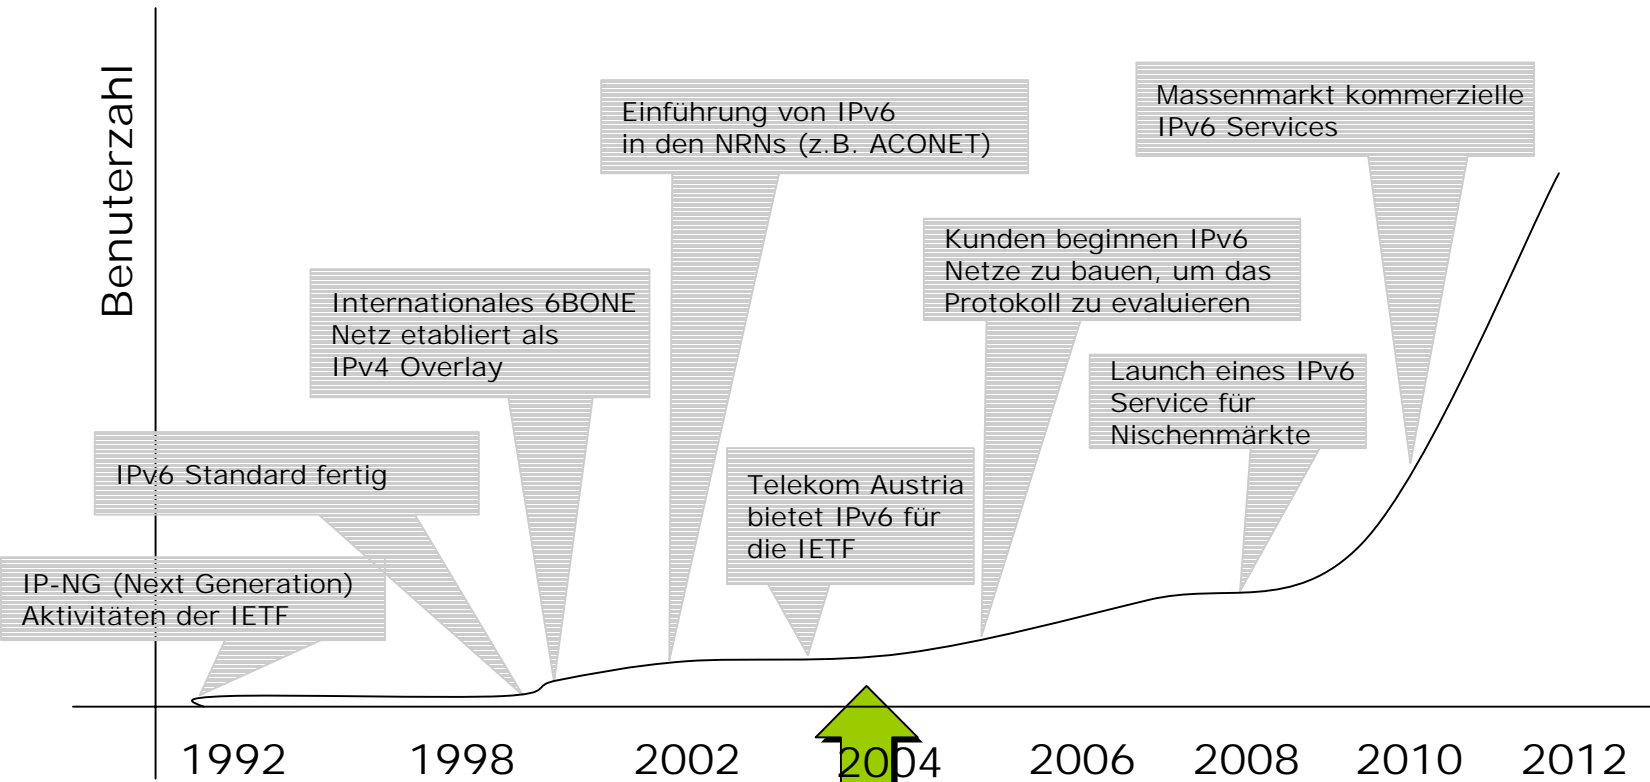 Benuterzahl
Einführung von IPv6
in den NRNs (z.B. ACONET)
Massenmarkt kommerzielle
IPv6 Services
Kunden beginnen IPv6
Netze zu bauen, um das
Protokoll zu evaluieren
Internationales 6BONE
Netz etabliert als
IPv4 Overlay
Launch eines IPv6
Service für
Nischenmärkte
IPv6 Standard fertig
Telekom Austria
bietet IPv6 für
die IETF
IP-NG (Next Generation)
Aktivitäten der IETF
1992 1998 2002 2004 2006 2008 2010 2012